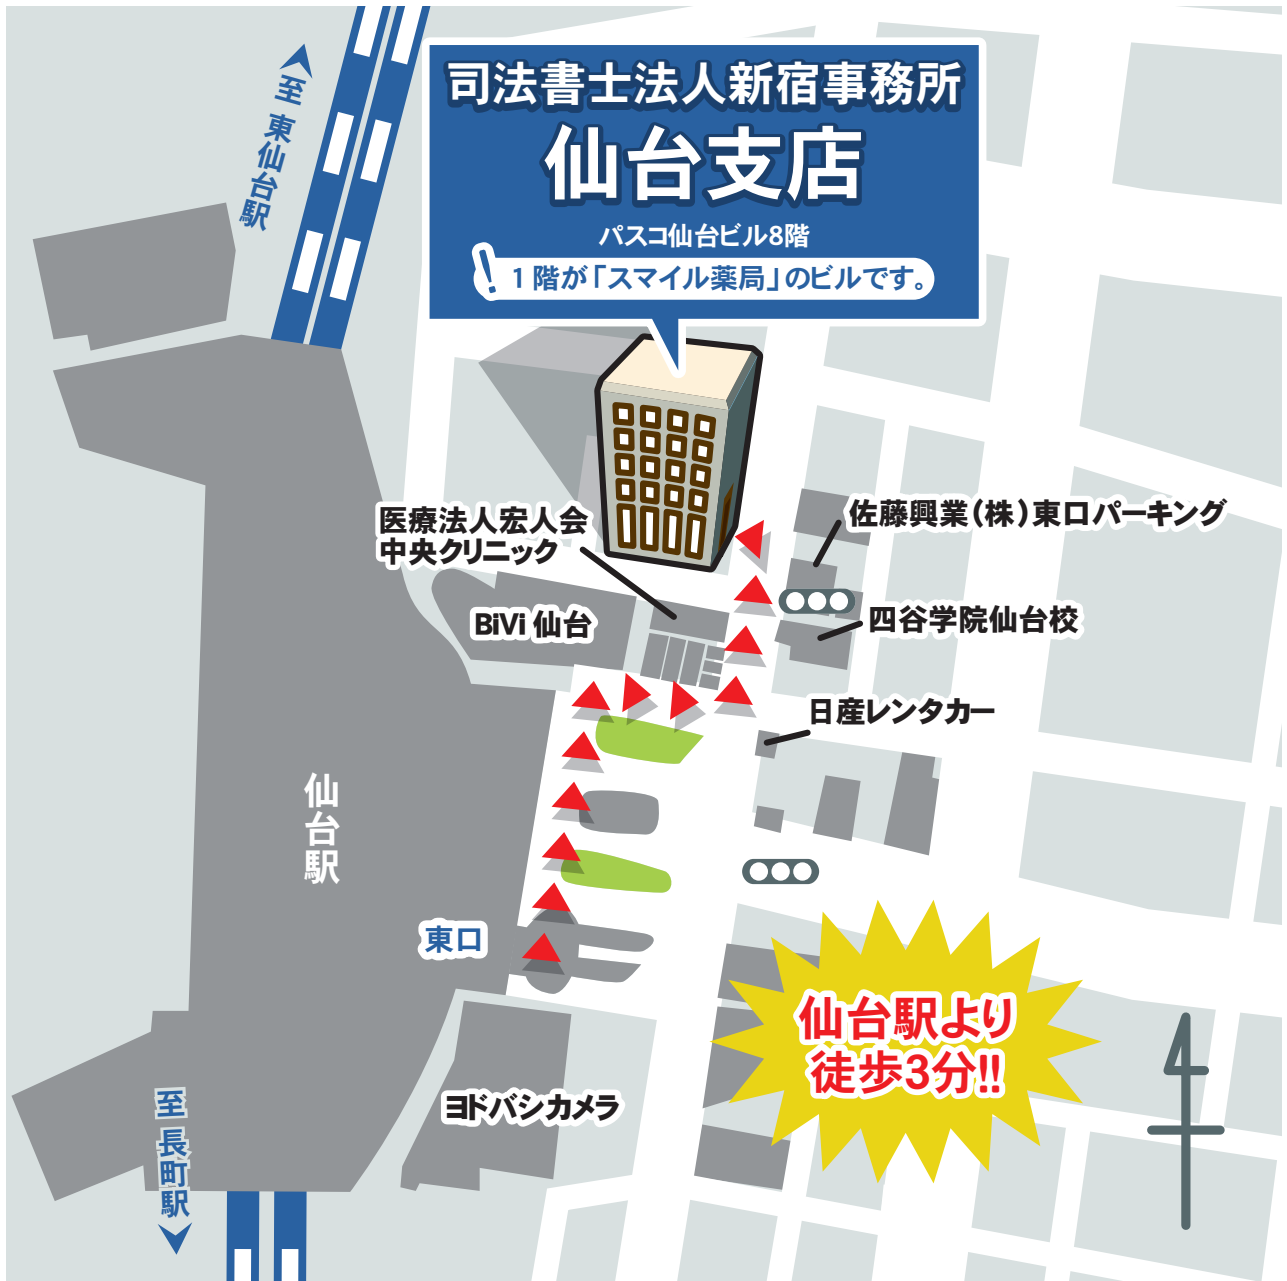 司法書士法人新宿事務所
仙台支店
パスコ仙台ビル8階
! 1階が「スマイル薬局」のビルです。
至 東仙台駅
医療法人宏人会
中央クリニック
佐藤興業(株)東口パーキング
BiVi 仙台
四谷学院仙台校
日産レンタカー
仙台駅
東口
仙台駅より
徒歩3分!!
ヨドバシカメラ
至 長町駅